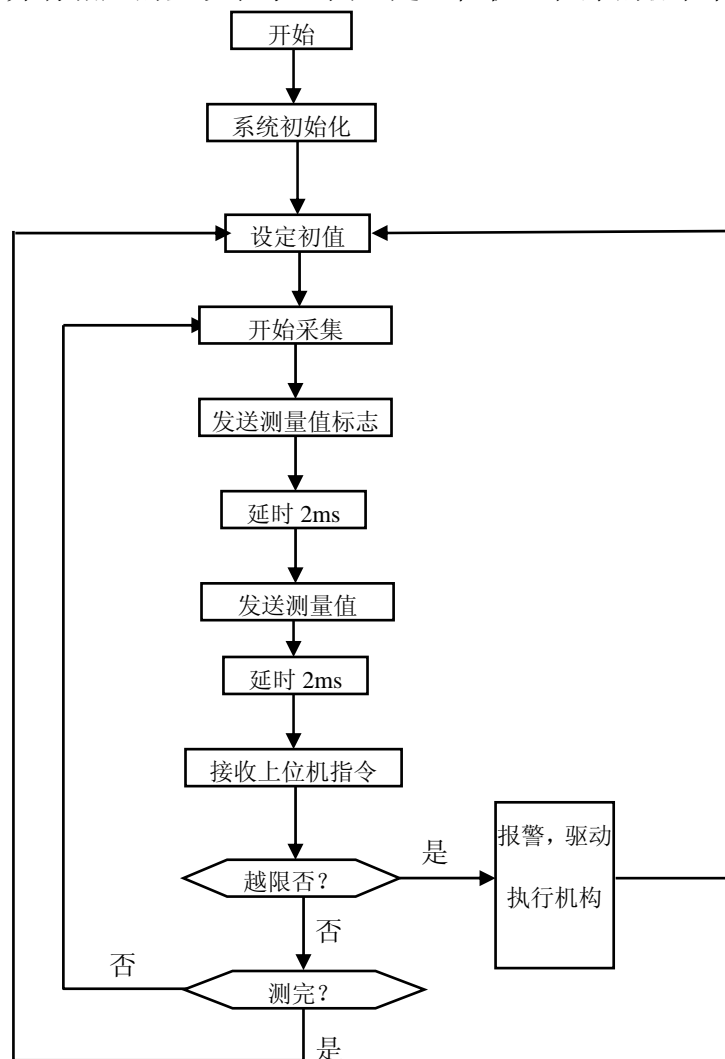 开始
系统初始化
设定初值
开始采集
发送测量值标志
延时 2ms
发送测量值
延时 2ms
接收上位机指令
越限否？
是
报警，驱动
执行机构
否
否
测完？
是